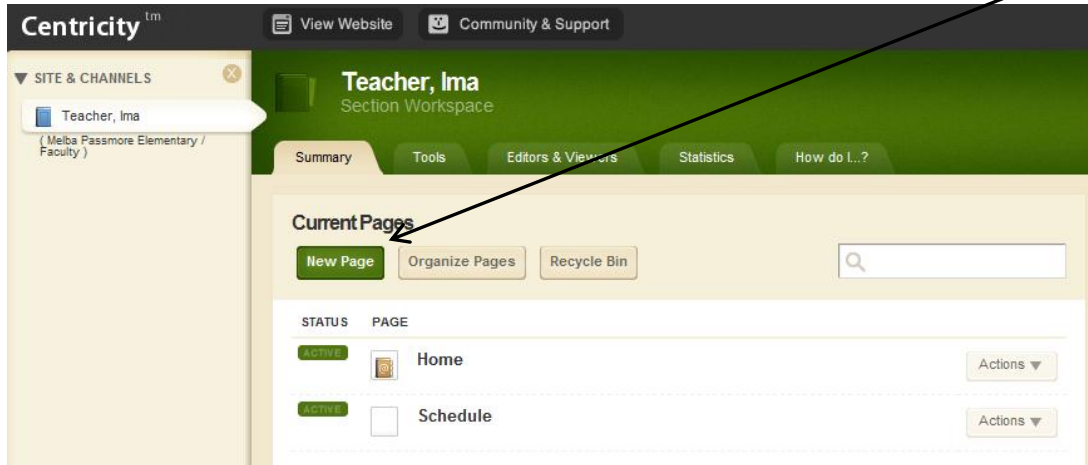 Centricity tm
View Website
Community & Support
SITE & CHANNELS
Teacher, Ima
( Melba Passmore Elementary /
Faculty )
Teacher, Ima
Section Workspace
Summary
Tools
Editors & Viewers
Statistics
How do I...?
Current Pages
New Page
Organize Pages
Recycle Bin
STATUS PAGE
ACTIVE
Home
Actions
ACTIVE
Schedule
Actions